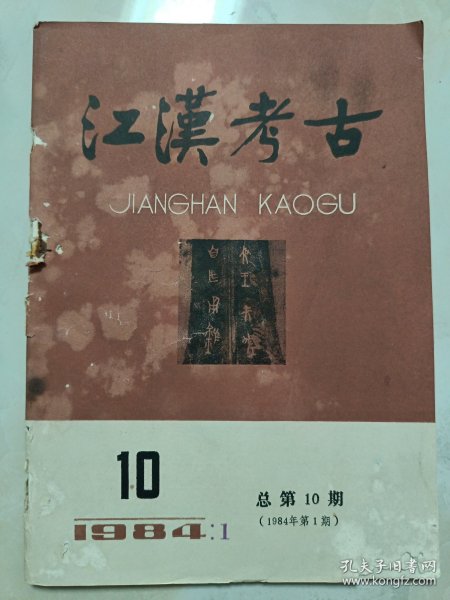 江漢考古
JIANGHAN KAOGU
10
总第10期
1984:1
(1984年第1期)
孔夫子旧书网
www.kongfz.com